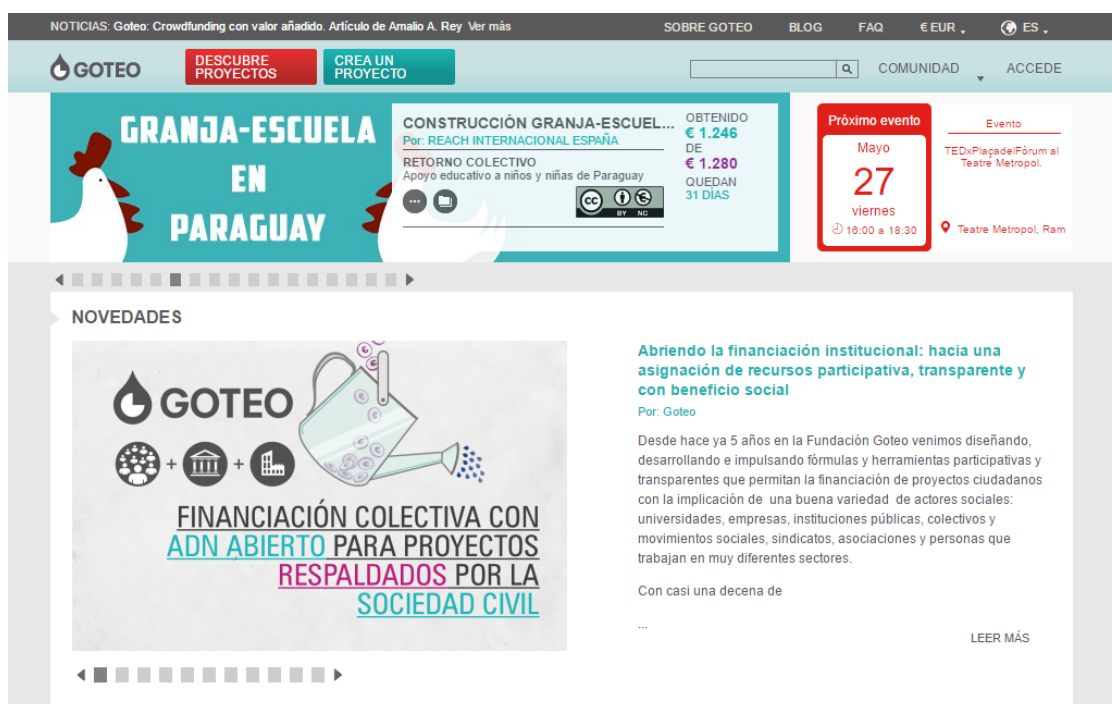 NOTICIAS: Goteo: Crowdfunding con valor añadido. Artículo de Amalio A. Rey Ver más
SOBRE GOTEO
BLOG
FAQ
€ EUR
ES
GOTEO
DESCUBRE
PROYECTOS
CREA UN
PROYECTO
COMUNIDAD
ACCEDE
GRANJA-ESCUELA
EN
PARAGUAY
CONSTRUCCIÓN GRANJA-ESCUEL...
Por: REACH INTERNACIONAL ESPAÑA
RETORNO COLECTIVO
Apoyo educativo a niños y niñas de Paraguay
cc
BY NC
OBTENIDO
€ 1.246
DE
€ 1.280
QUEDAN
31 DÍAS
Próximo evento
Mayo
27
viernes
16:00 a 18:30
Evento
TEDxPlaçadelFòrum al
Teatre Metropol.
Teatre Metropol, Ram
NOVEDADES
GOTEO
+ +
FINANCIACIÓN COLECTIVA CON
ADN ABIERTO PARA PROYECTOS
RESPALDADOS POR LA
SOCIEDAD CIVIL
Abriendo la financiación institucional: hacia una
asignación de recursos participativa, transparente y
con beneficio social
Por: Goteo
Desde hace ya 5 años en la Fundación Goteo venimos diseñando,
desarrollando e impulsando fórmulas y herramientas participativas y
transparentes que permitan la financiación de proyectos ciudadanos
con la implicación de una buena variedad de actores sociales:
universidades, empresas, instituciones públicas, colectivos y
movimientos sociales, sindicatos, asociaciones y personas que
trabajan en muy diferentes sectores.
Con casi una decena de
...
LEER MÁS